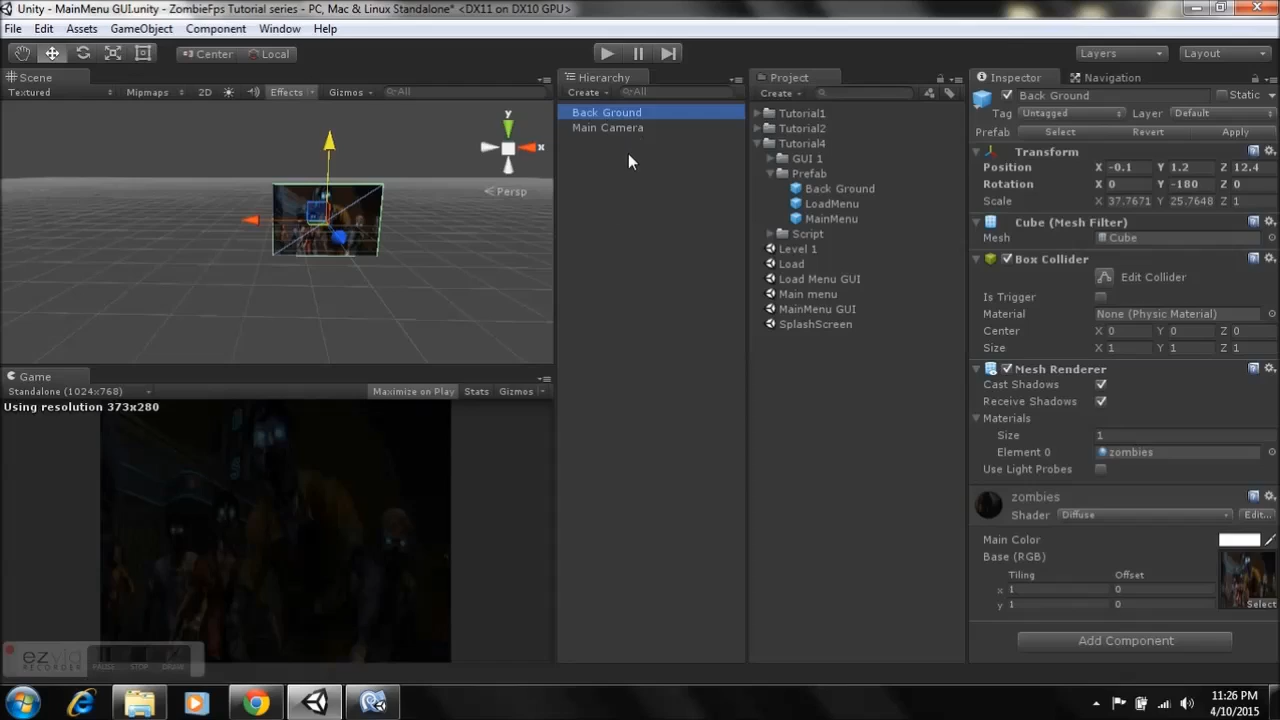 Unity - MainMenu GUI.unity - ZombieFps Tutorial series - PC, Mac & Linux Standalone* <DX11 on DX10 GPU>
File Edit Assets GameObject Component Window Help
Center Local Layers Layout
Scene
Textured Mipmaps 2D Effects Gizmos All
y
x
Persp
Game
Standalone (1024x768) Maximize on Play Stats Gizmos
Using resolution 373x280
ezvid
RECORDER PAUSE STOP DRAW
Hierarchy
Create All
Back Ground
Main Camera
Project
Create
Tutorial1
Tutorial2
Tutorial4
GUI 1
Prefab
Back Ground
LoadMenu
MainMenu
Script
Level 1
Load
Load Menu GUI
Main menu
MainMenu GUI
SplashScreen
Inspector Navigation
Back Ground Static
Tag Untagged Layer Default
Prefab Select Revert Apply
Transform
Position X -0.1 Y 1.2 Z 12.4
Rotation X 0 Y -180 Z 0
Scale X 37.7671 Y 25.7648 Z 1
Cube (Mesh Filter)
Mesh Cube
Box Collider
Edit Collider
Is Trigger
Material None (Physic Material)
Center X 0 Y 0 Z 0
Size X 1 Y 1 Z 1
Mesh Renderer
Cast Shadows
Receive Shadows
Materials
Size 1
Element 0 zombies
Use Light Probes
zombies
Shader Diffuse Edit...
Main Color
Base (RGB)
Tiling Offset
x 1 0
y 1 0
Select
Add Component
11:26 PM
4/10/2015